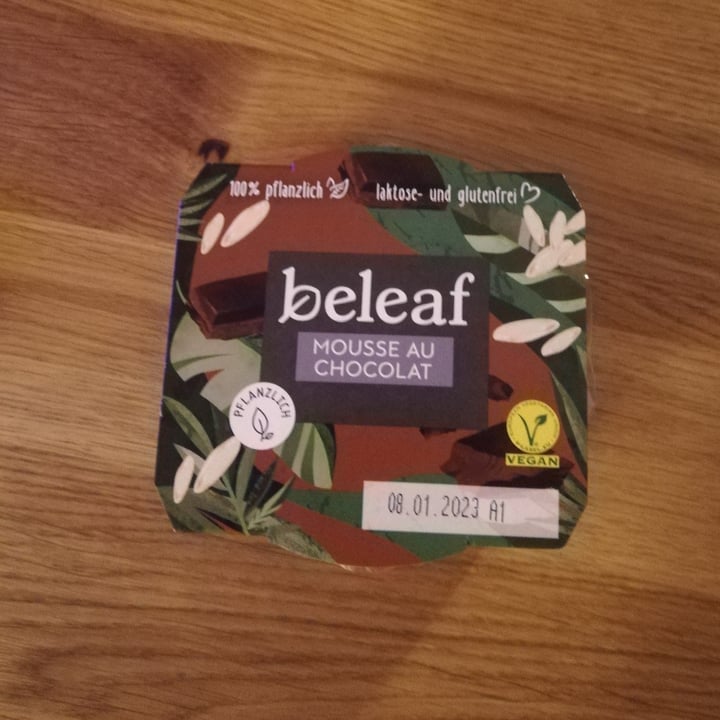 100% pflanzlich
laktose- und glutenfrei
beleaf
MOUSSE AU
CHOCOLAT
PFLANZLICH
VEGAN
08.01.2023 A1